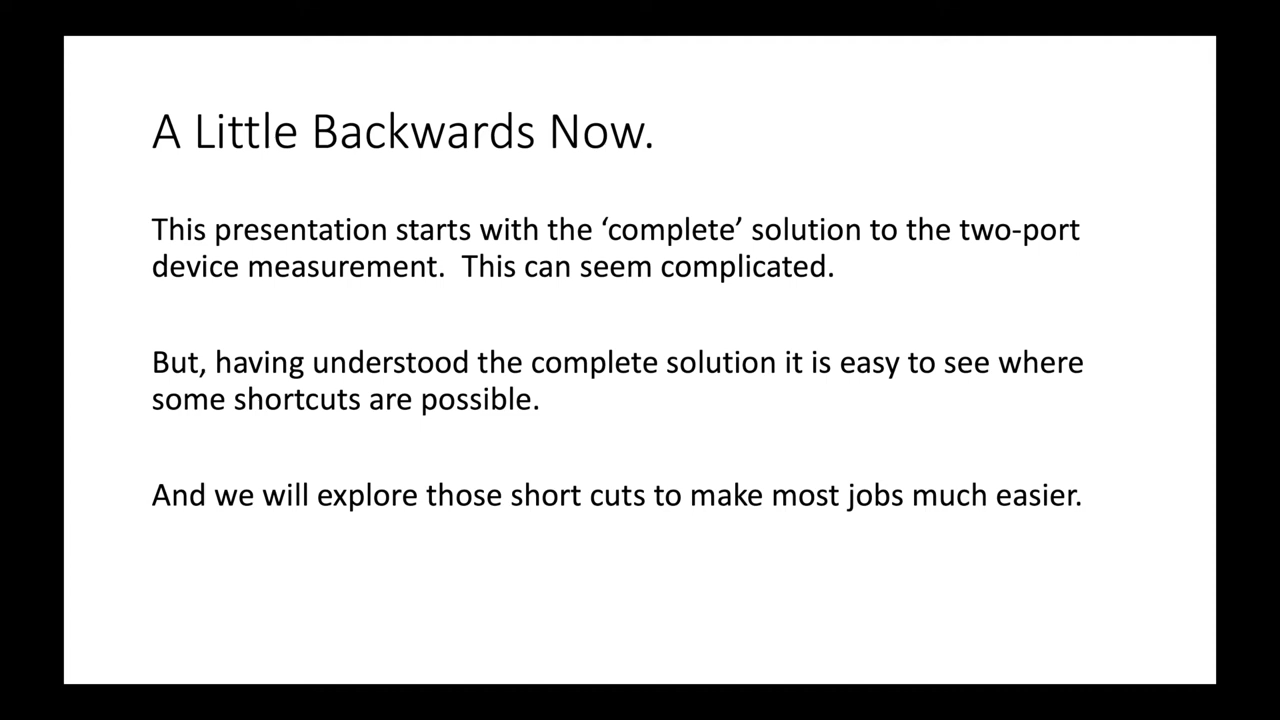 A Little Backwards Now.
This presentation starts with the ‘complete’ solution to the two-port
device measurement.  This can seem complicated.
But, having understood the complete solution it is easy to see where
some shortcuts are possible.
And we will explore those short cuts to make most jobs much easier.